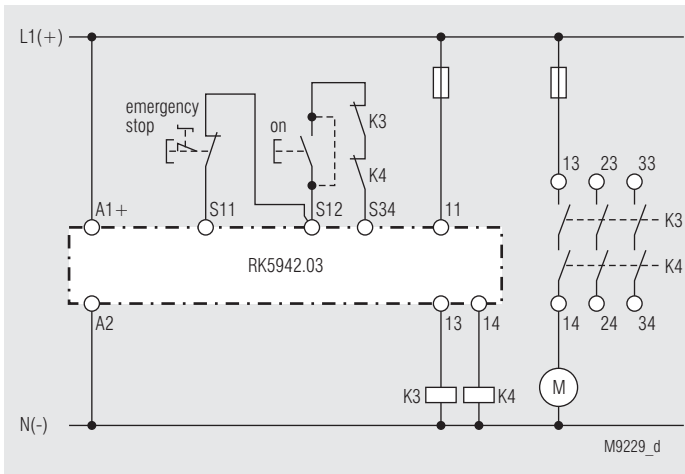 L1(+)
emergency
stop
on
K3
K4
13 23 33
A1+ S11 S12 S34 11
K3
RK5942.03
K4
A2 13 14 14 24 34
K3 K4 M
N(-)
M9229_d